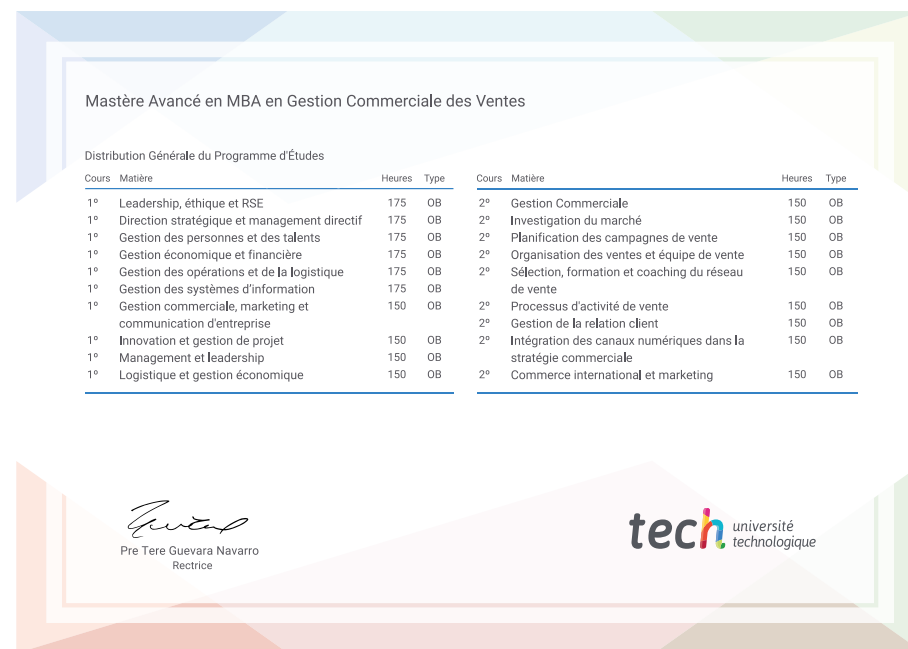 Mastère Avancé en MBA en Gestion Commerciale des Ventes
Distribution Générale du Programme d'Études
Cours Matière Heures Type
1º Leadership, éthique et RSE 175 OB
1º Direction stratégique et management directif 175 OB
1º Gestion des personnes et des talents 175 OB
1º Gestion économique et financière 175 OB
1º Gestion des opérations et de la logistique 175 OB
1º Gestion des systèmes d'information 175 OB
1º Gestion commerciale, marketing et 150 OB
communication d'entreprise
1º Innovation et gestion de projet 150 OB
1º Management et leadership 150 OB
1º Logistique et gestion économique 150 OB
Cours Matière Heures Type
2º Gestion Commerciale 150 OB
2º Investigation du marché 150 OB
2º Planification des campagnes de vente 150 OB
2º Organisation des ventes et équipe de vente 150 OB
2º Sélection, formation et coaching du réseau 150 OB
de vente
2º Processus d'activité de vente 150 OB
2º Gestion de la relation client 150 OB
2º Intégration des canaux numériques dans la 150 OB
stratégie commerciale
2º Commerce international et marketing 150 OB
Pre Tere Guevara Navarro
Rectrice
tech université
technologique